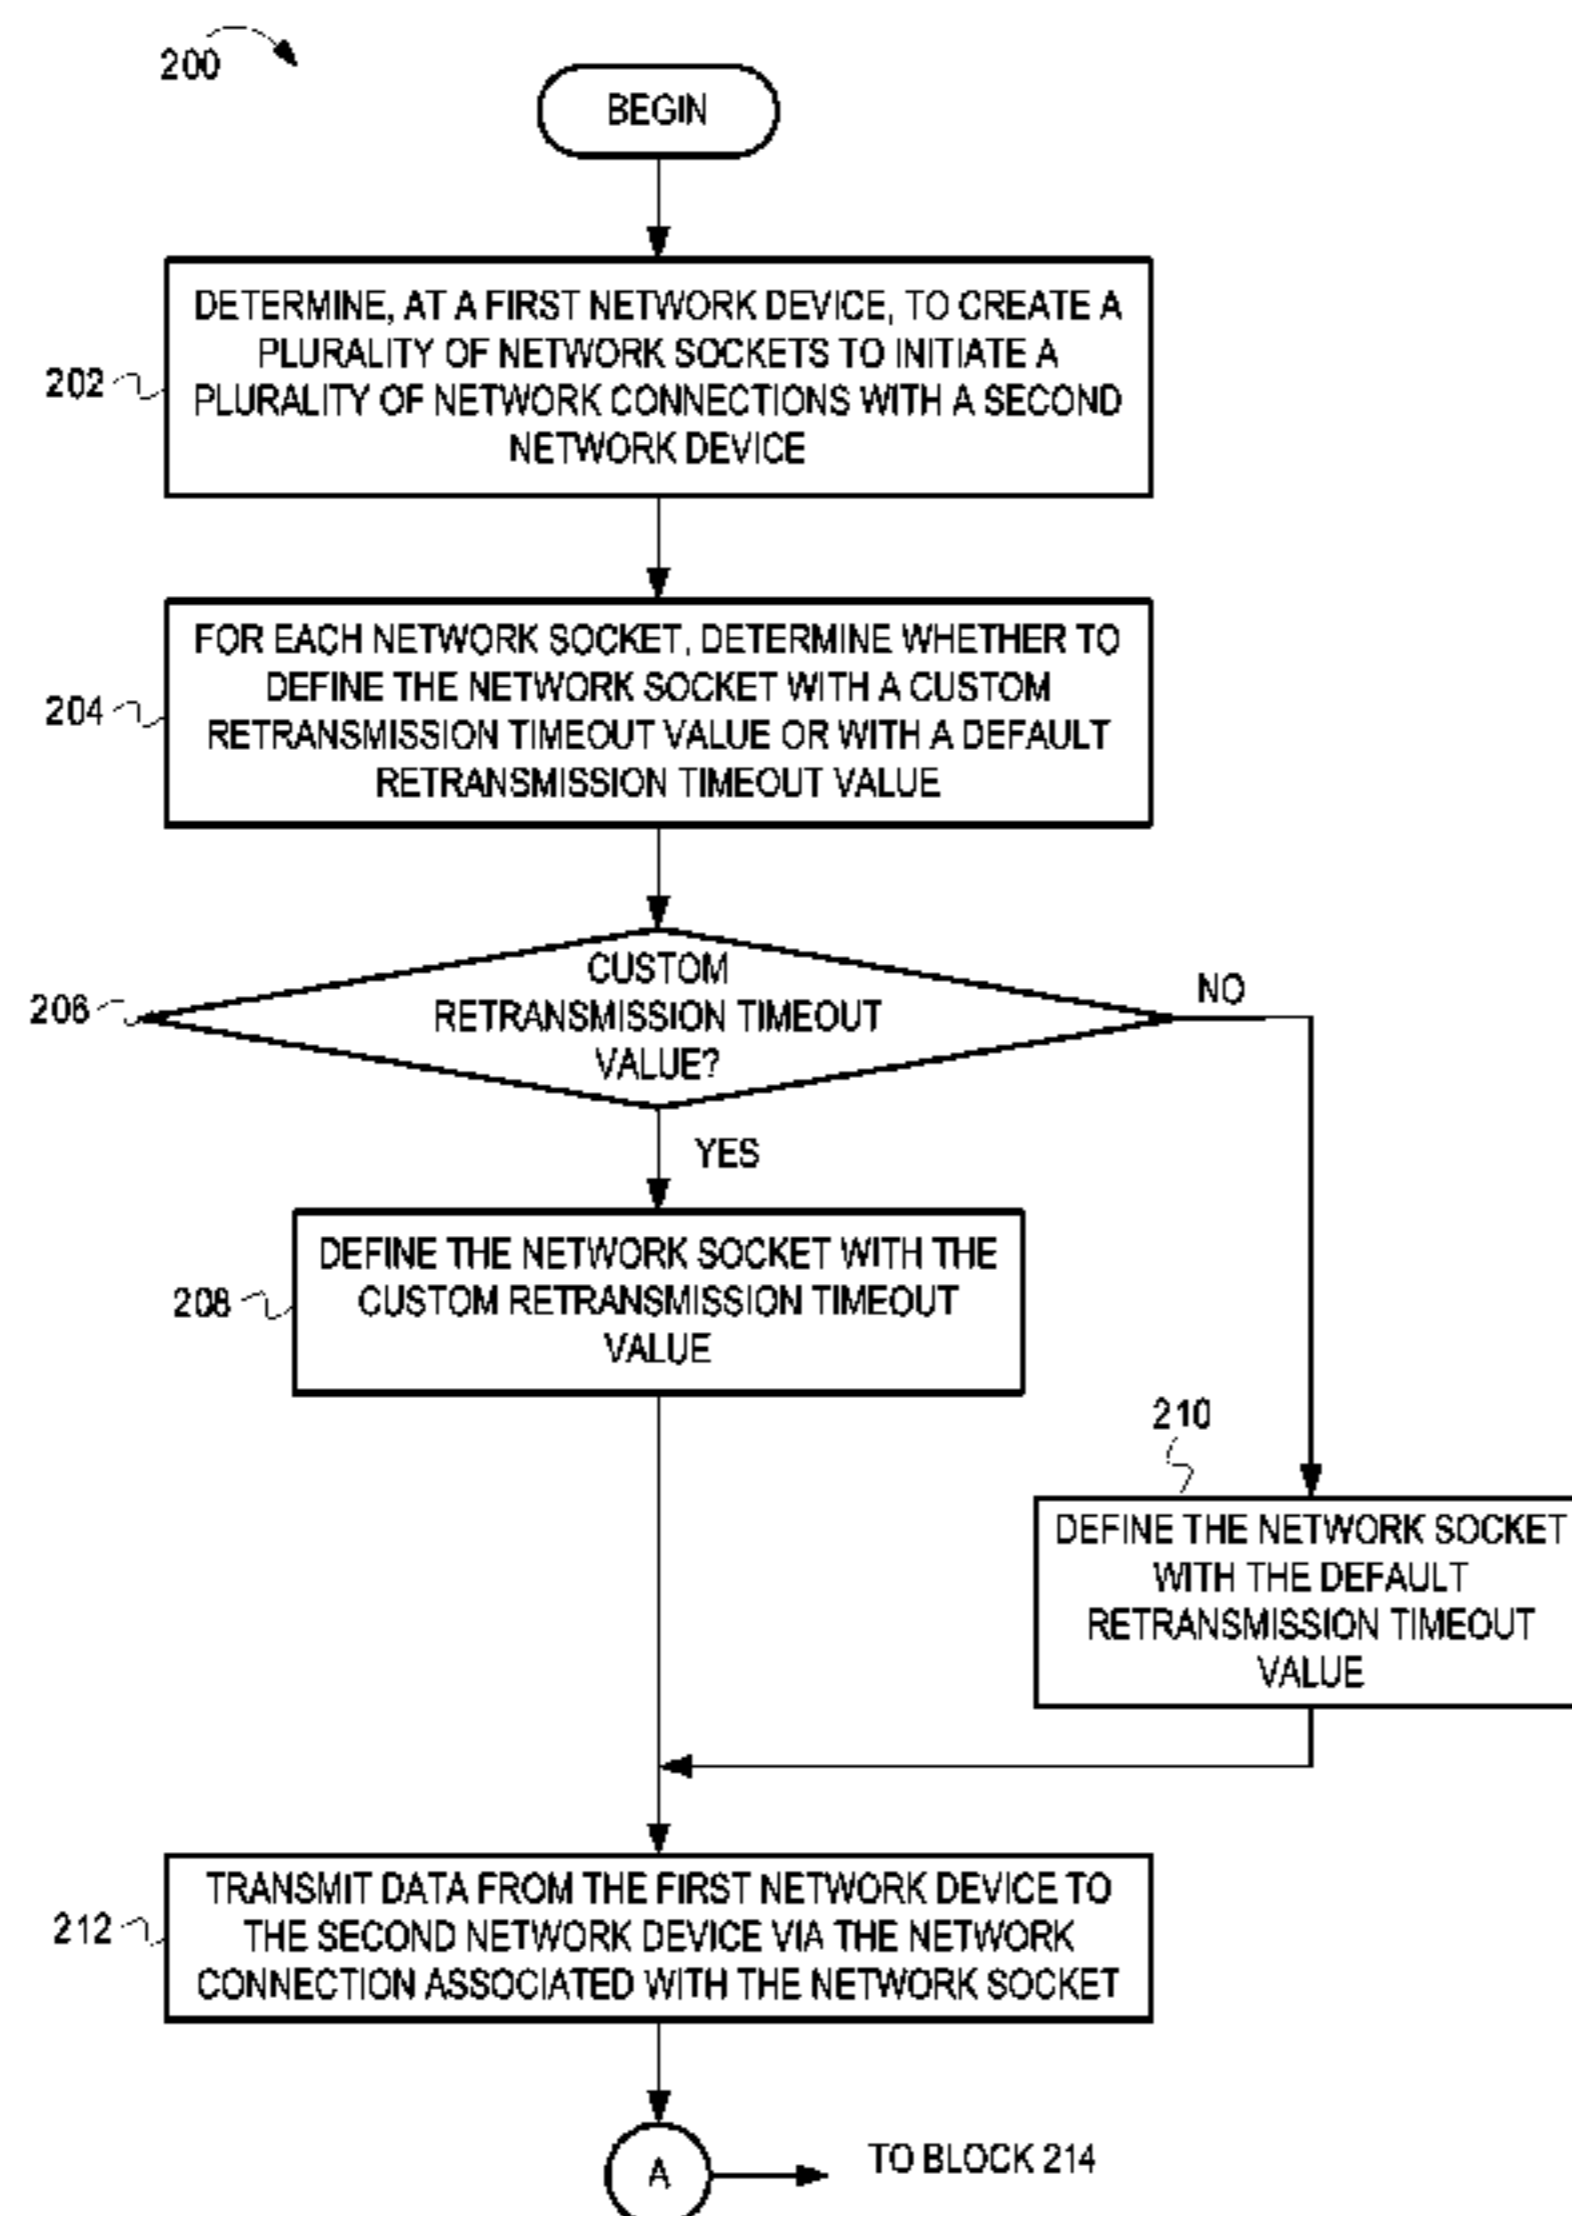 200
BEGIN
202
DETERMINE, AT A FIRST NETWORK DEVICE, TO CREATE A
PLURALITY OF NETWORK SOCKETS TO INITIATE A
PLURALITY OF NETWORK CONNECTIONS WITH A SECOND
NETWORK DEVICE
204
FOR EACH NETWORK SOCKET, DETERMINE WHETHER TO
DEFINE THE NETWORK SOCKET WITH A CUSTOM
RETRANSMISSION TIMEOUT VALUE OR WITH A DEFAULT
RETRANSMISSION TIMEOUT VALUE
206
CUSTOM
RETRANSMISSION TIMEOUT
VALUE?
NO
YES
208
DEFINE THE NETWORK SOCKET WITH THE
CUSTOM RETRANSMISSION TIMEOUT
VALUE
210
DEFINE THE NETWORK SOCKET
WITH THE DEFAULT
RETRANSMISSION TIMEOUT
VALUE
212
TRANSMIT DATA FROM THE FIRST NETWORK DEVICE TO
THE SECOND NETWORK DEVICE VIA THE NETWORK
CONNECTION ASSOCIATED WITH THE NETWORK SOCKET
A
TO BLOCK 214